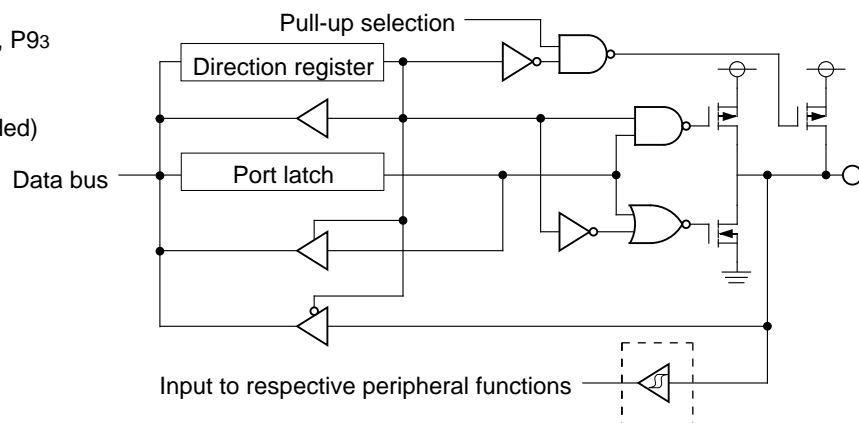 Pull-up selection
, P93
Direction register
led)
Port latch
Data bus
Input to respective peripheral functions